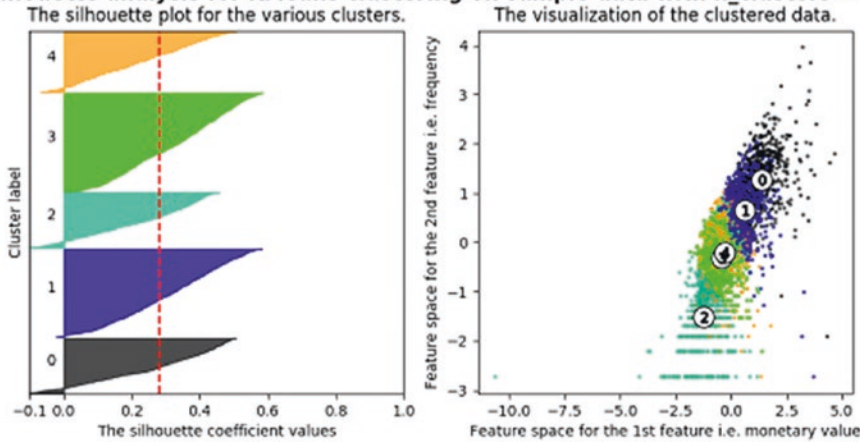 The silhouette plot for the various clusters.
4
3
2
1
0
Cluster label
−0.1 0.0 0.2 0.4 0.6 0.8 1.0
The silhouette coefficient values
The visualization of the clustered data.
4
3
2
1
0
−1
−2
−3
Feature space for the 2nd feature i.e. frequency
0
1
4
2
−10.0 −7.5 −5.0 −2.5 0.0 2.5 5.0
Feature space for the 1st feature i.e. monetary value